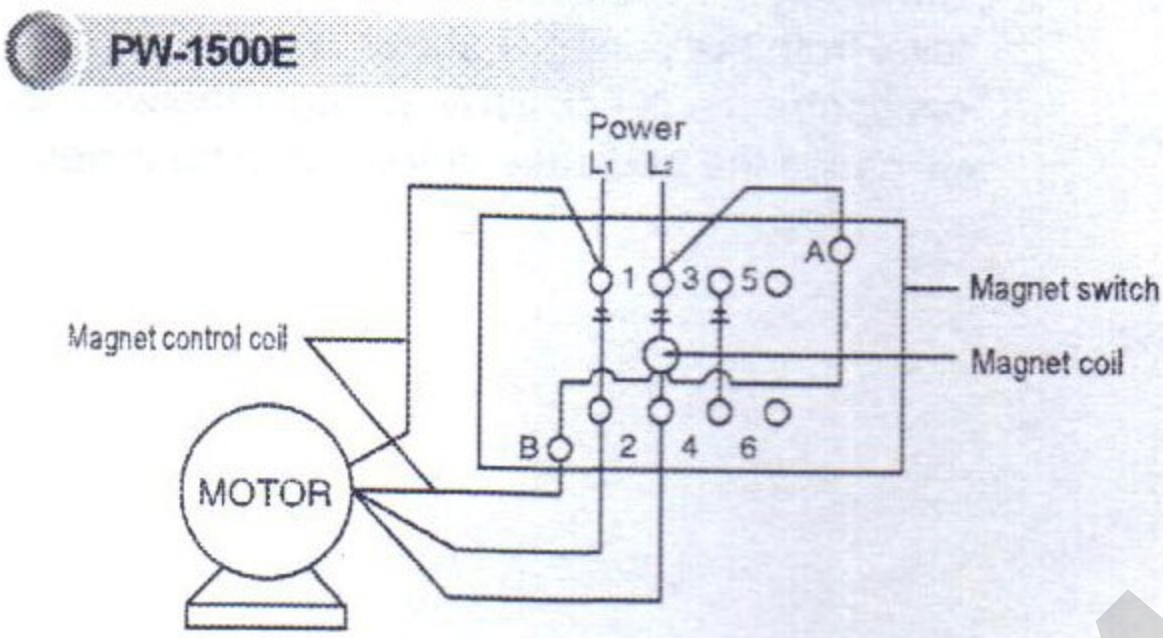 PW-1500E
Power
L₁ L₂
A
1 3 5
Magnet switch
Magnet control coil
Magnet coil
B 2 4 6
MOTOR